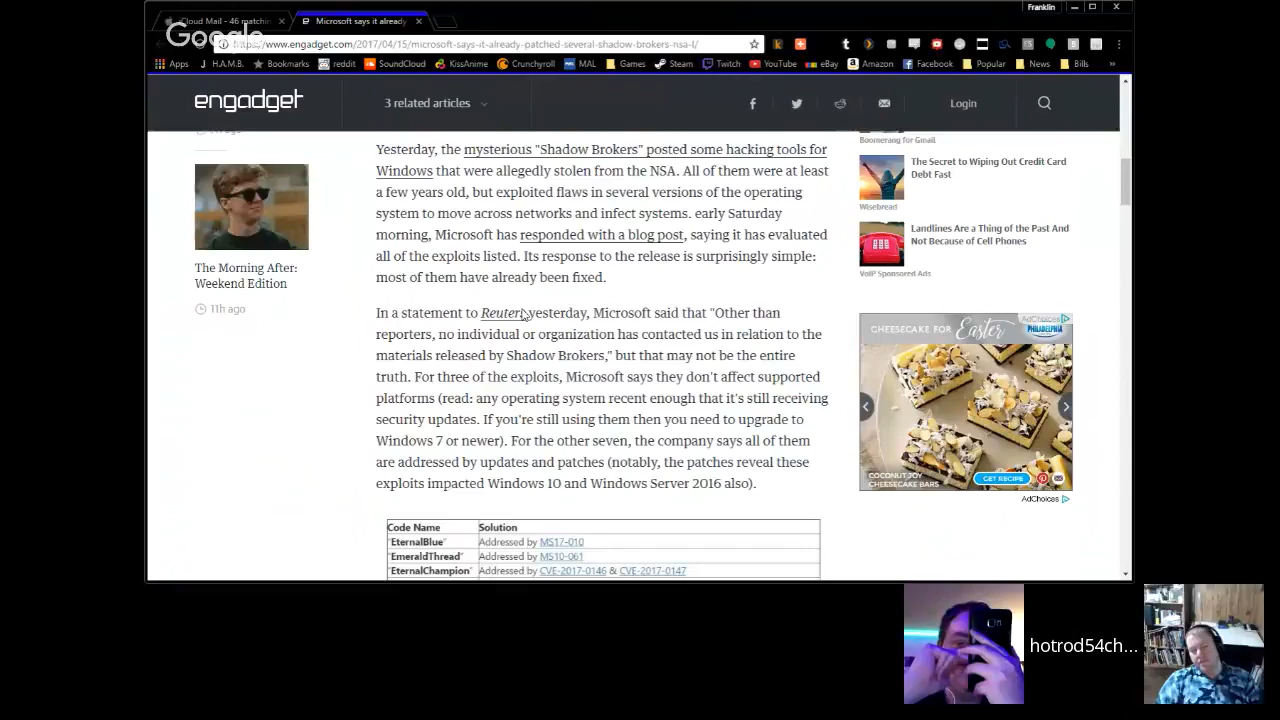 Franklin
iCloud Mail - 46 matchin
Microsoft says it already
Google
https://www.engadget.com/2017/04/15/microsoft-says-it-already-patched-several-shadow-brokers-nsa-l/
Apps H.A.M.B. Bookmarks reddit SoundCloud KissAnime Crunchyroll MAL Games Steam Twitch YouTube eBay Amazon Facebook Popular News Bills »
engadget
3 related articles
Login
Yesterday, the mysterious "Shadow Brokers" posted some hacking tools for
Windows that were allegedly stolen from the NSA. All of them were at least
a few years old, but exploited flaws in several versions of the operating
system to move across networks and infect systems. early Saturday
morning, Microsoft has responded with a blog post, saying it has evaluated
all of the exploits listed. Its response to the release is surprisingly simple:
most of them have already been fixed.
In a statement to Reuters yesterday, Microsoft said that "Other than
reporters, no individual or organization has contacted us in relation to the
materials released by Shadow Brokers," but that may not be the entire
truth. For three of the exploits, Microsoft says they don't affect supported
platforms (read: any operating system recent enough that it's still receiving
security updates. If you're still using them then you need to upgrade to
Windows 7 or newer). For the other seven, the company says all of them
are addressed by updates and patches (notably, the patches reveal these
exploits impacted Windows 10 and Windows Server 2016 also).
Code Name Solution
"EternalBlue" Addressed by MS17-010
"EmeraldThread" Addressed by MS10-061
"EternalChampion" Addressed by CVE-2017-0146 & CVE-2017-0147
The Morning After:
Weekend Edition
11h ago
Boomerang for Gmail
The Secret to Wiping Out Credit Card
Debt Fast
Wisebread
Landlines Are a Thing of the Past And
Not Because of Cell Phones
VoIP Sponsored Ads
AdChoices
CHEESECAKE FOR Easter
PHILADELPHIA
COCONUT JOY
CHEESECAKE BARS
GET RECIPE
AdChoices
hotrod54ch...